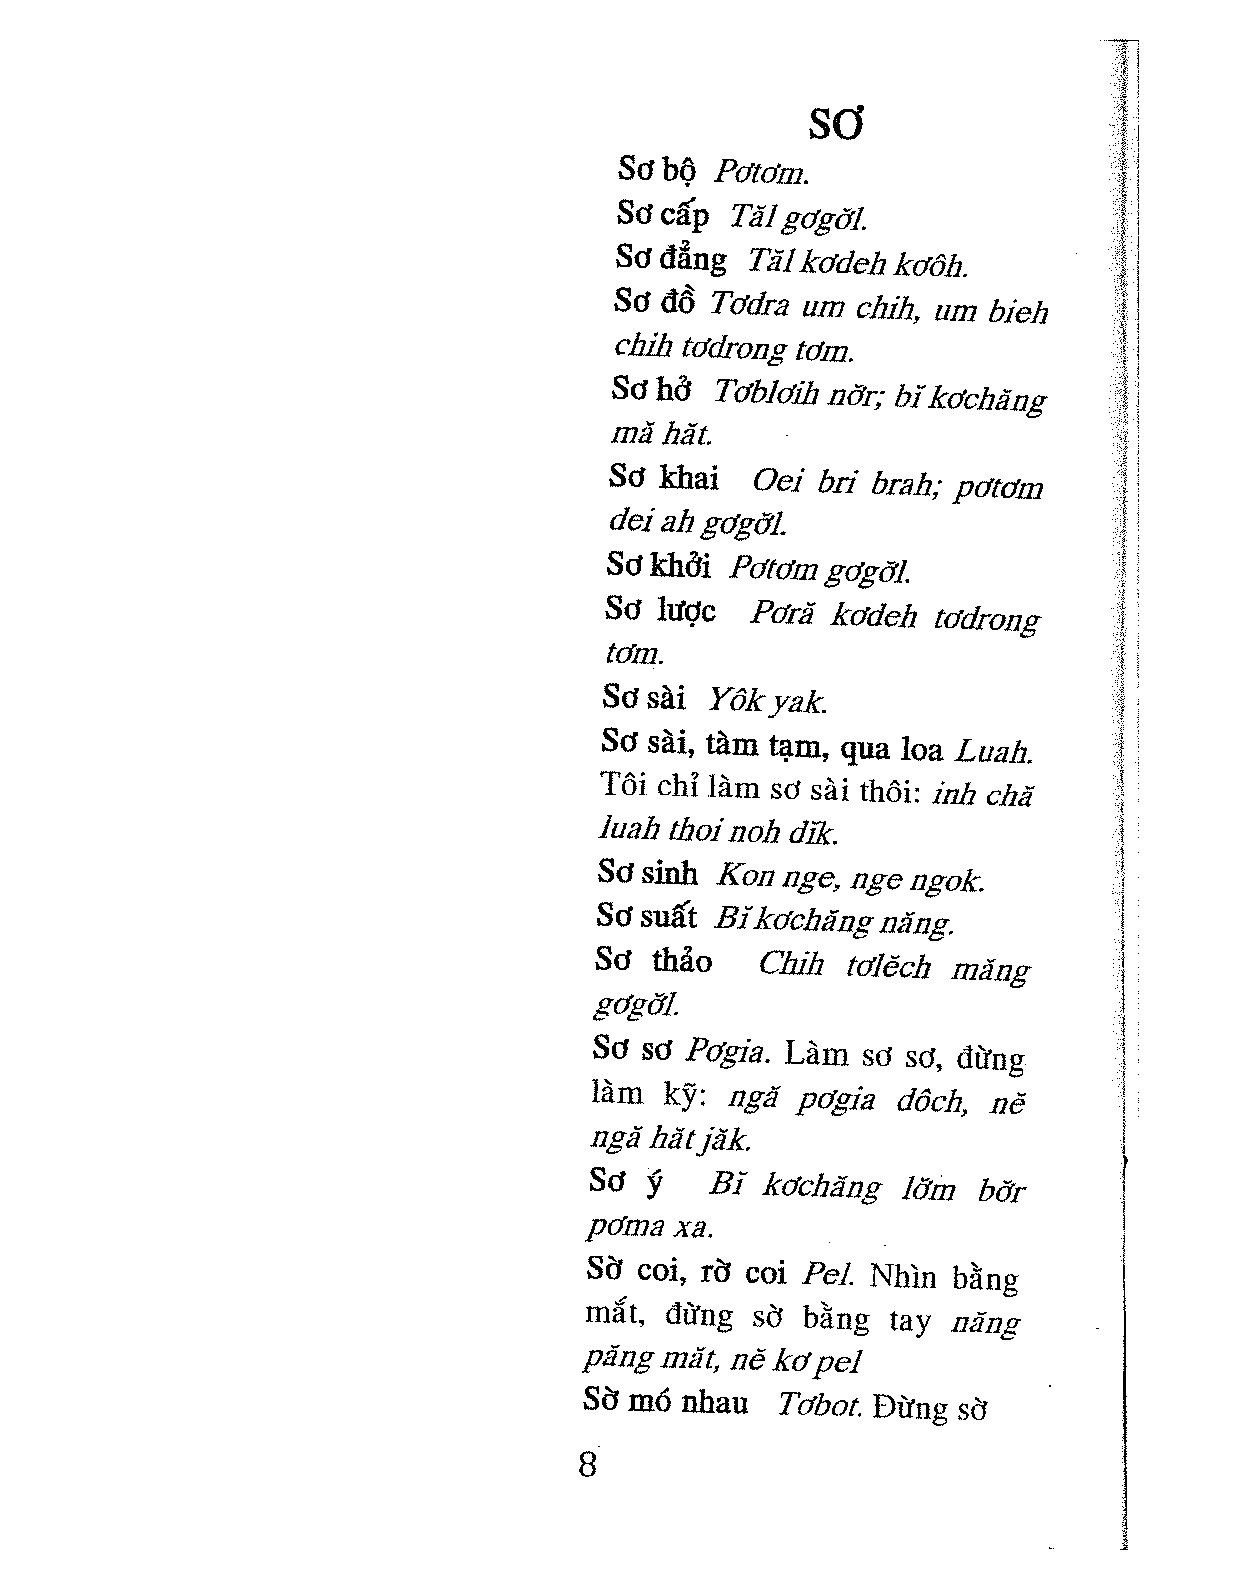 SƠ
Sơ bộ Pơtơm.
Sơ cấp Tăl gơgơ̆l.
Sơ đẳng Tăl kơdeh kơôh.
Sơ đồ Tơdra um chih, um bieh
chih tơdrong tơm.
Sơ hở Tơblơih nơ̆r; bĭ kơchăng
mă hăt.
Sơ khai Oei bri brah; pơtơm
dei ah gơgơ̆l.
Sơ khởi Pơtơm gơgơ̆l.
Sơ lược Pơră kơdeh tơdrong
tơm.
Sơ sài Yôk yak.
Sơ sài, tàm tạm, qua loa Luah.
Tôi chỉ làm sơ sài thôi: inh chă
luah thoi noh dĭk.
Sơ sinh Kon nge, nge ngok.
Sơ suất Bĭ kơchăng năng.
Sơ thảo Chih tơlĕch măng
gơgơ̆l.
Sơ sơ Pơgia. Làm sơ sơ, đừng
làm kỹ: ngă pơgia dôch, nĕ
ngă hăt jăk.
Sơ ý Bĭ kơchăng lơ̆m bơ̆r
pơma xa.
Sờ coi, rờ coi Pel. Nhìn bằng
mắt, đừng sờ bằng tay năng
păng măt, nĕ kơ pel
Sờ mó nhau Tơbot. Đừng sờ
8